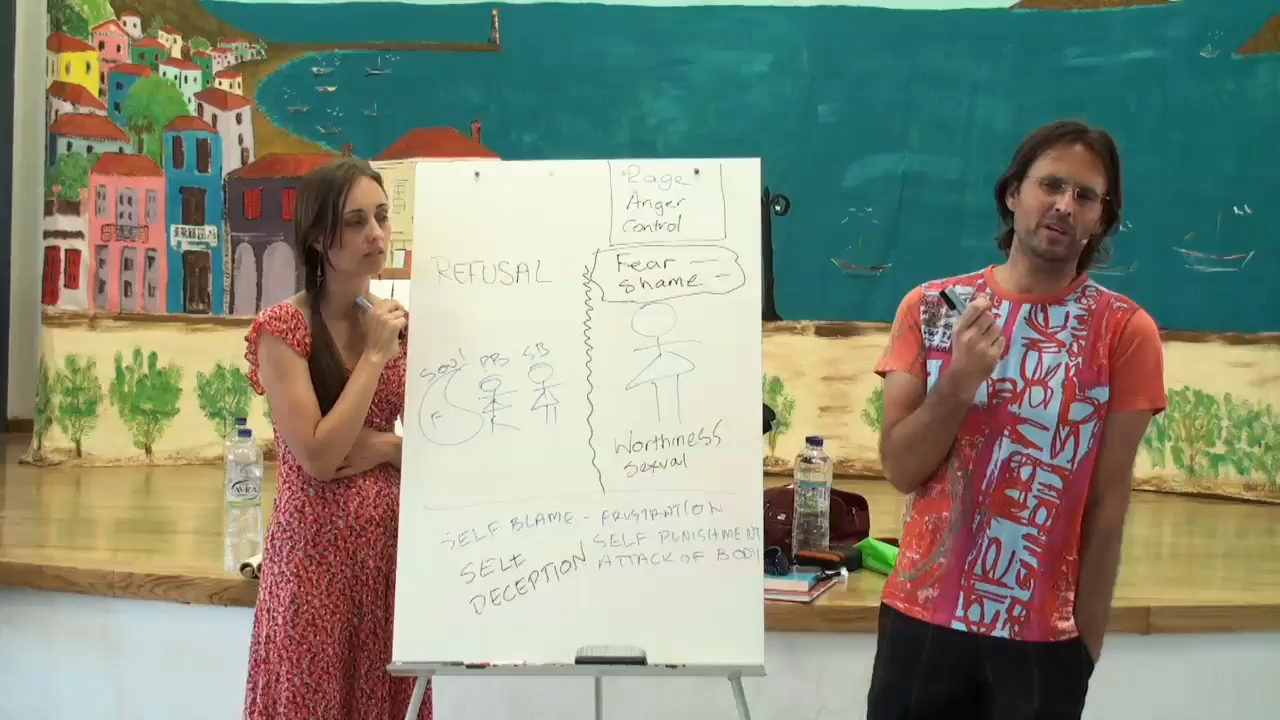 Rage
Anger
Control
REFUSAL
Fear
Shame
Soul
PB
SB
F
Worthiness
Sexual
SELF BLAME - FRUSTRATION
SELF PUNISHMENT
SELF
DECEPTION
ATTACK OF BODY
AVRA